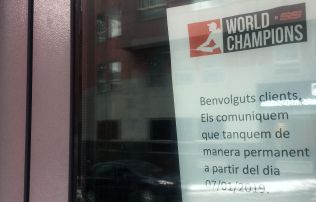 WORLD
CHAMPIONS
Benvolguts clients,
Els comuniquem
que tanquem de
manera permanent
a partir del dia
07/01/2019.